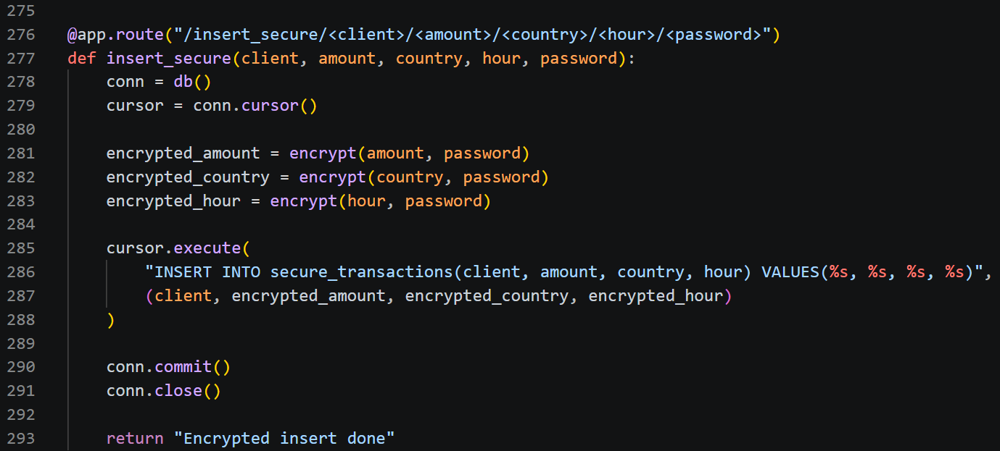 275
276 @app.route("/insert_secure/<client>/<amount>/<country>/<hour>/<password>")
277 def insert_secure(client, amount, country, hour, password):
278     conn = db()
279     cursor = conn.cursor()
280
281     encrypted_amount = encrypt(amount, password)
282     encrypted_country = encrypt(country, password)
283     encrypted_hour = encrypt(hour, password)
284
285     cursor.execute(
286         "INSERT INTO secure_transactions(client, amount, country, hour) VALUES(%s, %s, %s, %s)",
287         (client, encrypted_amount, encrypted_country, encrypted_hour)
288     )
289
290     conn.commit()
291     conn.close()
292
293     return "Encrypted insert done"